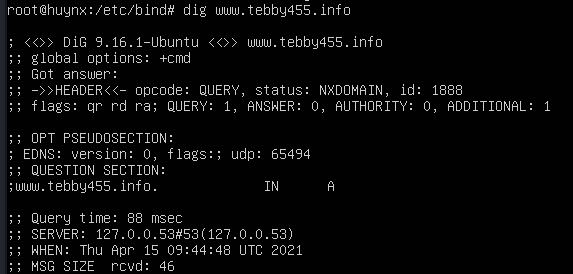 root@huynx:/etc/bind# dig www.tebby455.info
; <<>> DiG 9.16.1-Ubuntu <<>> www.tebby455.info
;; global options: +cmd
;; Got answer:
;; ->>HEADER<<- opcode: QUERY, status: NXDOMAIN, id: 1888
;; flags: qr rd ra; QUERY: 1, ANSWER: 0, AUTHORITY: 0, ADDITIONAL: 1
;; OPT PSEUDOSECTION:
; EDNS: version: 0, flags:; udp: 65494
;; QUESTION SECTION:
;www.tebby455.info. IN A
;; Query time: 88 msec
;; SERVER: 127.0.0.53#53(127.0.0.53)
;; WHEN: Thu Apr 15 09:44:48 UTC 2021
;; MSG SIZE rcvd: 46